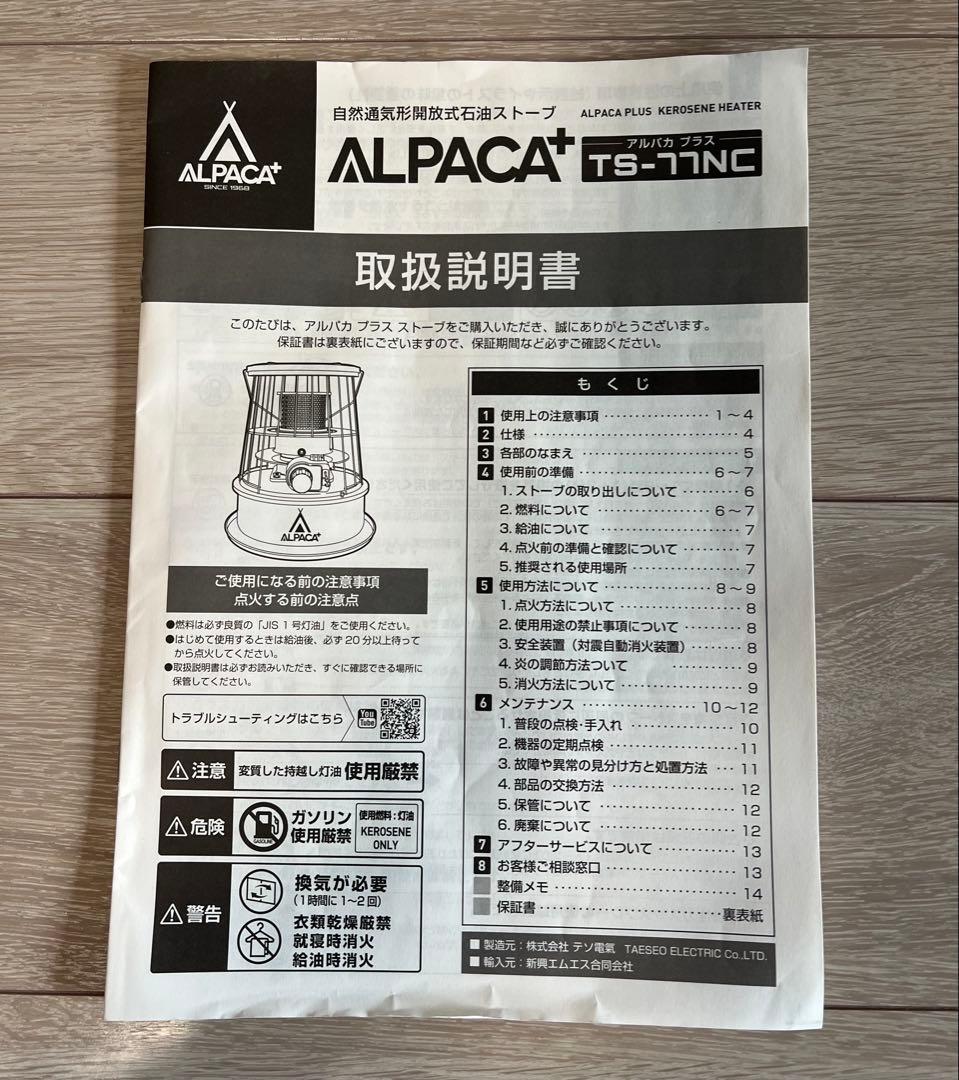 ALPACA+
SINCE 1968
自然通気形開放式石油ストーブ
ALPACA PLUS KEROSENE HEATER
ALPACA+
アルパカ プラス
TS-77NC
取扱説明書
このたびは、アルパカ プラス ストーブをご購入いただき、誠にありがとうございます。
保証書は裏表紙にございますので、保証期間など必ずご確認ください。
ALPACA+
ご使用になる前の注意事項
点火する前の注意点
●燃料は必ず良質の「JIS 1号灯油」をご使用ください。
●はじめて使用するときは給油後、必ず20分以上待って
から点火してください。
●取扱説明書は必ずお読みいただき、すぐに確認できる場所に
保管してください。
トラブルシューティングはこちら
You Tube
注意 変質した持越し灯油 使用厳禁
危険
GASOLINE
ガソリン
使用厳禁
使用燃料:灯油
KEROSENE
ONLY
警告
換気が必要
(1時間に1〜2回)
衣類乾燥厳禁
就寝時消火
給油時消火
もくじ
1 使用上の注意事項 ………… 1〜4
2 仕様 ………… 4
3 各部のなまえ ………… 5
4 使用前の準備 ………… 6〜7
1. ストーブの取り出しについて ………… 6
2. 燃料について ………… 6〜7
3. 給油について ………… 7
4. 点火前の準備と確認について ………… 7
5. 推奨される使用場所 ………… 7
5 使用方法について ………… 8〜9
1. 点火方法について ………… 8
2. 使用用途の禁止事項について ………… 8
3. 安全装置(対震自動消火装置) ………… 8
4. 炎の調節方法ついて 9
5. 消火方法について ………… 9
6 メンテナンス ………… 10〜12
1. 普段の点検・手入れ ………… 10
2. 機器の定期点検 ………… 11
3. 故障や異常の見分け方と処置方法 … 11
4. 部品の交換方法 ………… 12
5. 保管について ………… 12
6. 廃棄について ………… 12
7 アフターサービスについて ………… 13
8 お客様ご相談窓口 ………… 13
整備メモ ………… 14
保証書 ………… 裏表紙
■ 製造元:株式会社 テソ電氣 TAESEO ELECTRIC Co.,LTD.
■ 輸入元:新興エムエス合同会社